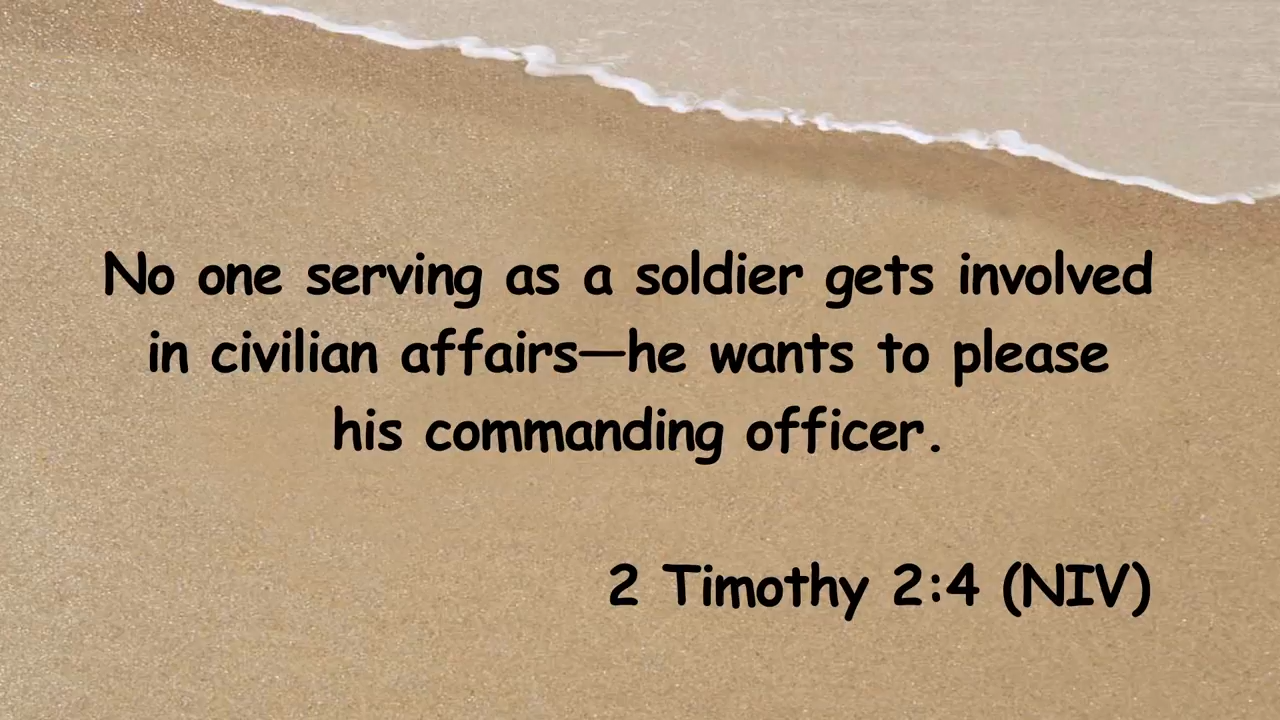 No one serving as a soldier gets involved
in civilian affairs—he wants to please
his commanding officer.
2 Timothy 2:4 (NIV)